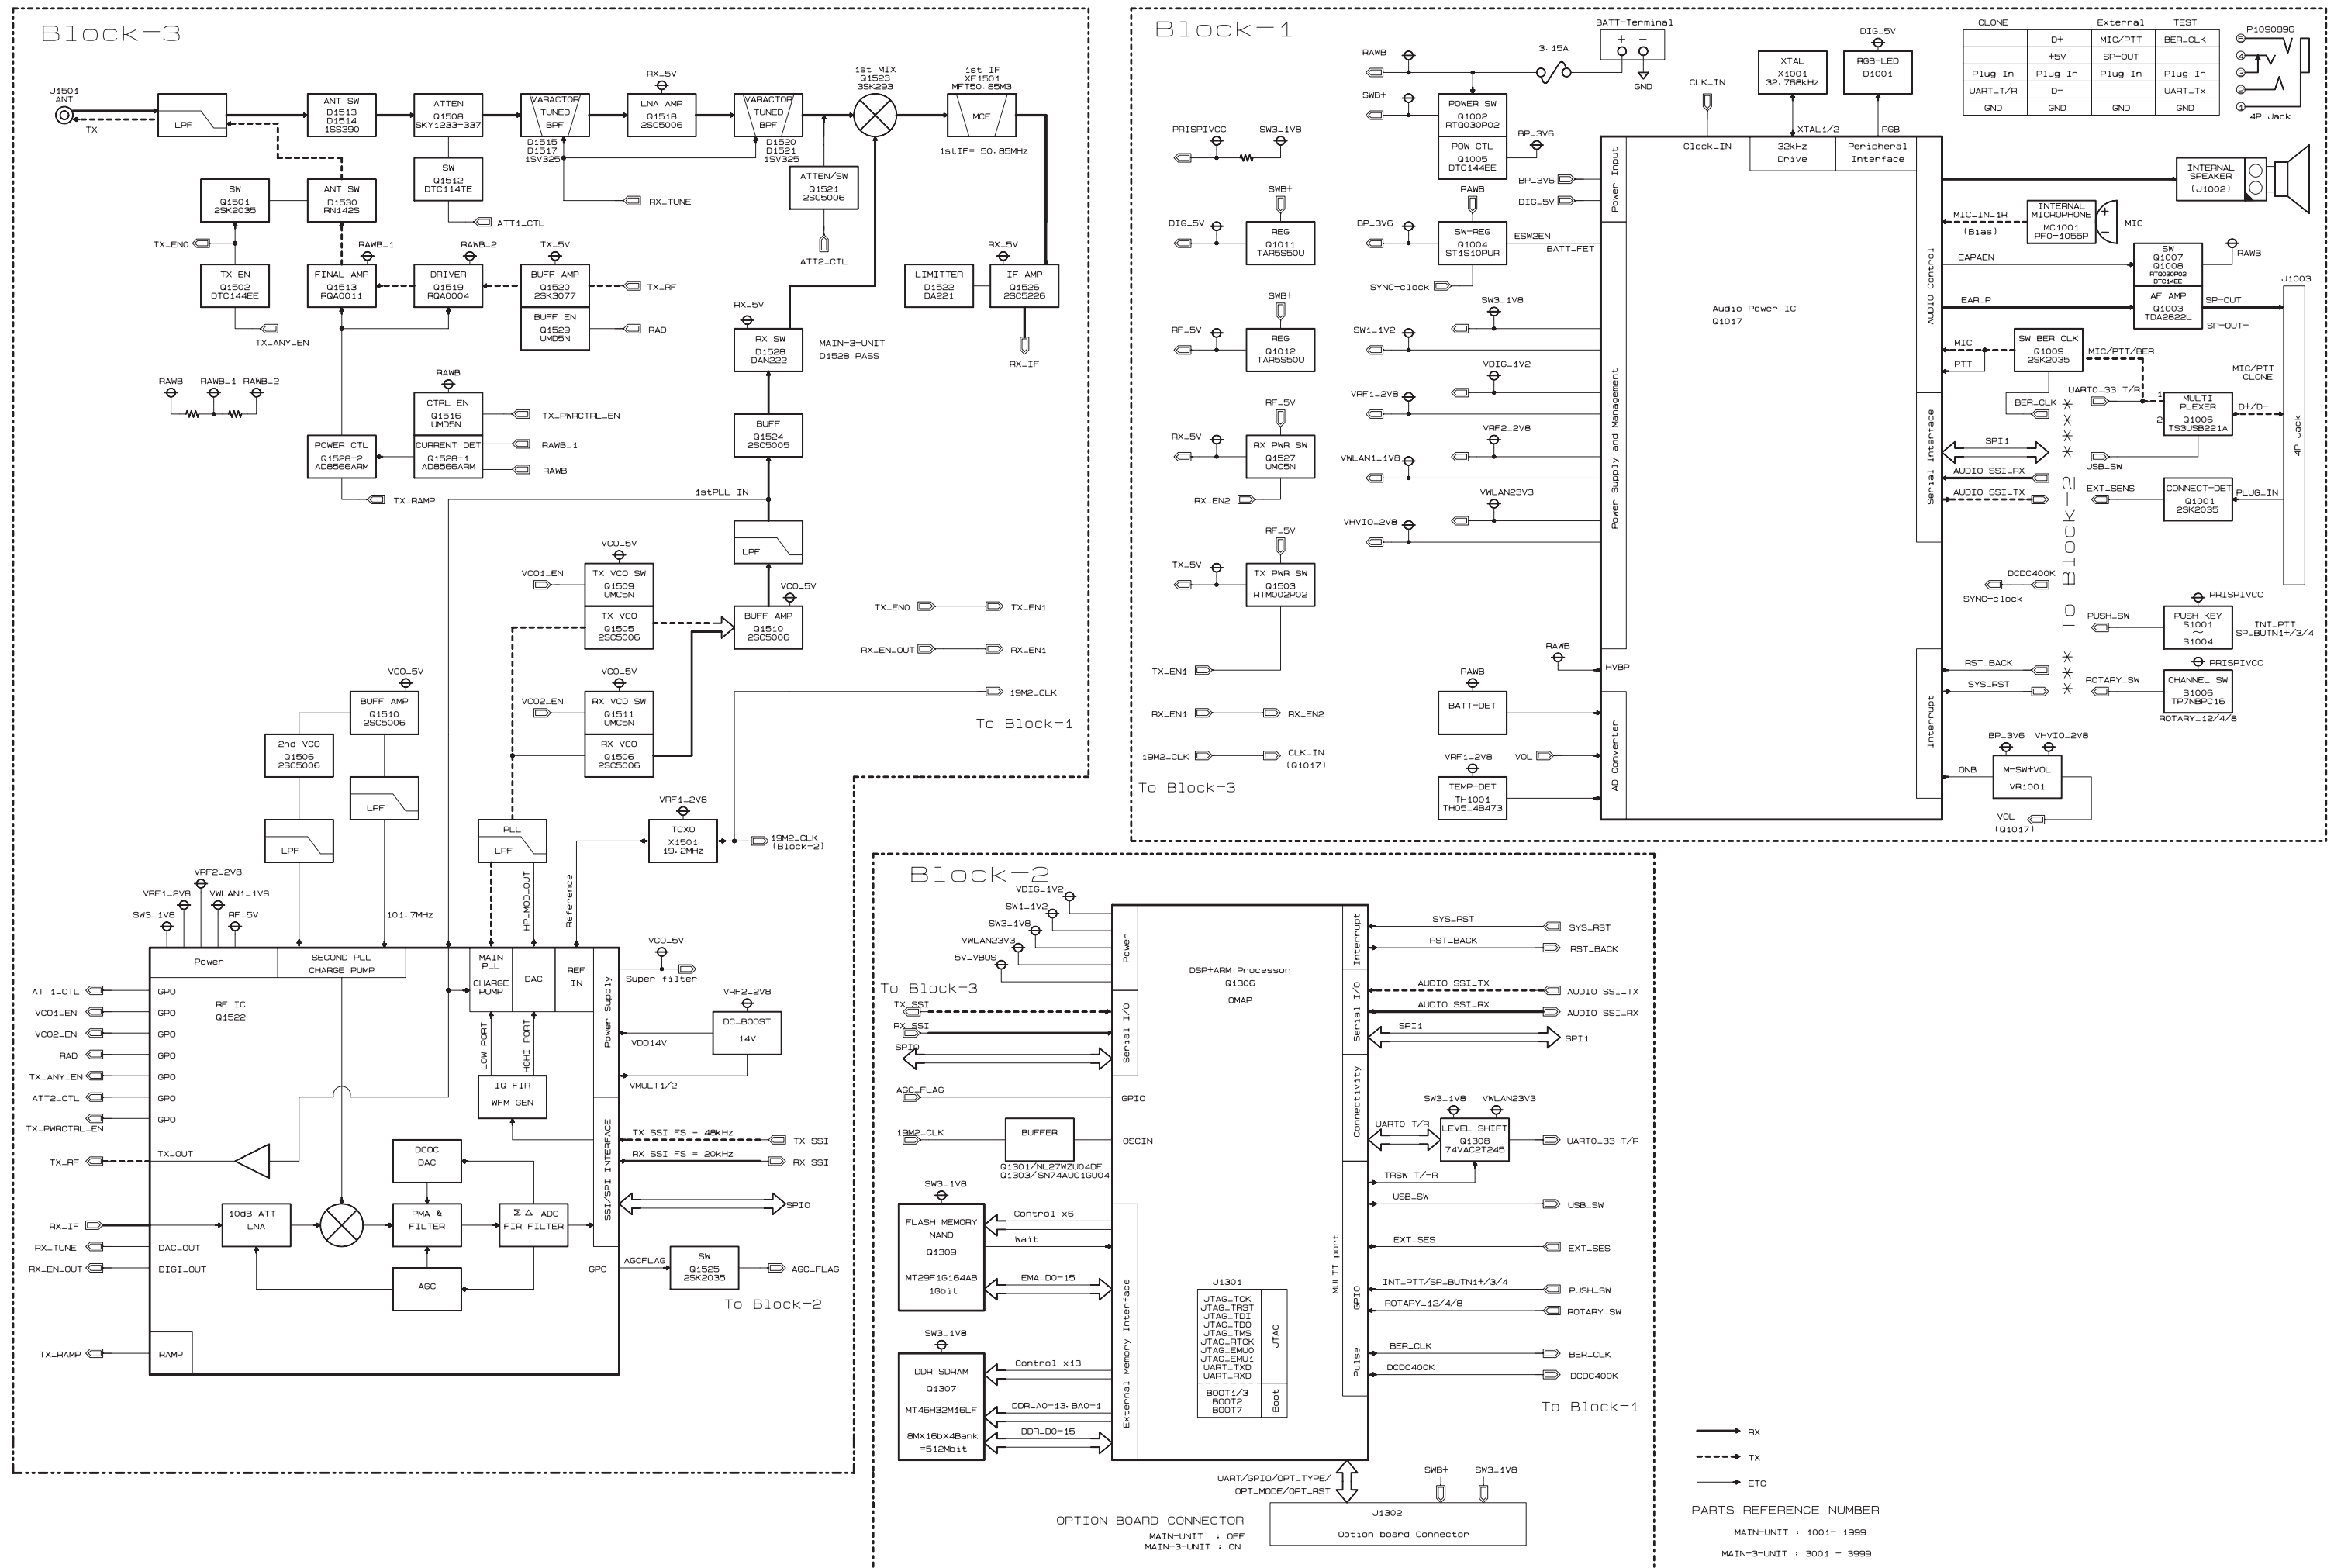 Block-3
J1501
ANT
TX
LPF
ANT SW
D1513
D1514
1SS390
ATTEN
Q1508
SKY1233-337
VARACTOR
TUNED
BPF
D1515
D1517
1SV325
RX_5V
LNA AMP
Q1518
2SC5006
VARACTOR
TUNED
BPF
D1520
D1521
1SV325
1st MIX
Q1523
3SK293
1st IF
XF1501
MFT50.85M3
MCF
1stIF= 50.85MHz
SW
Q1512
DTC114TE
ATT1_CTL
RX_TUNE
ATTEN/SW
Q1521
2SC5006
ATT2_CTL
SW
Q1501
2SK2035
ANT SW
D1530
RN142S
TX_EN0
TX EN
Q1502
DTC144EE
TX_ANY_EN
RAWB_1
FINAL AMP
Q1513
RQA0011
RAWB_2
DRIVER
Q1519
RQA0004
TX_5V
BUFF AMP
Q1520
2SK3077
BUFF EN
Q1529
UMD5N
TX_RF
RAD
LIMITTER
D1522
DA221
RX_5V
IF AMP
Q1526
2SC5226
RX_IF
RX_5V
RX SW
D1528
DAN222
MAIN-3-UNIT
D1528 PASS
RAWB
RAWB_1
RAWB_2
RAWB
CTRL EN
Q1516
UMD5N
TX_PWRCTRL_EN
POWER CTL
Q1528-2
AD8566ARM
CURRENT DET
Q1528-1
AD8566ARM
RAWB_1
RAWB
TX_RAMP
BUFF
Q1524
2SC5005
1stPLL IN
LPF
VCO_5V
TX VCO SW
Q1509
UMC5N
VCO1_EN
TX VCO
Q1505
2SC5006
VCO_5V
BUFF AMP
Q1510
2SC5006
TX_EN0
TX_EN1
RX_EN_OUT
RX_EN1
VCO_5V
RX VCO SW
Q1511
UMC5N
VCO2_EN
RX VCO
Q1506
2SC5006
19M2_CLK
To Block-1
VCO_5V
BUFF AMP
Q1510
2SC5006
2nd VCO
Q1506
2SC5006
LPF
LPF
PLL
LPF
VRF1_2V8
TCXO
X1501
19.2MHz
19M2_CLK
(Block-2)
VRF2_2V8
VRF1_2V8
VWLAN1_1V8
SW3_1V8
RF_5V
101.7MHz
HP_MOD_OUT
Reference
Power
SECOND PLL
CHARGE PUMP
MAIN
PLL
CHARGE
PUMP
DAC
REF
IN
Power Supply
VCO_5V
Super filter
RF IC
Q1522
ATT1_CTL
GPO
VCO1_EN
GPO
VCO2_EN
GPO
RAD
GPO
TX_ANY_EN
GPO
ATT2_CTL
GPO
TX_PWRCTRL_EN
GPO
LOW PORT
HGHI PORT
VRF2_2V8
DC_BOOST
14V
VDD14V
VMULT1/2
IQ FIR
WFM GEN
SSI/SPI INTERFACE
TX SSI FS = 48kHz
TX SSI
RX SSI FS = 20kHz
RX SSI
SPI0
TX_RF
TX_OUT
DCOC
DAC
RX_IF
10dB ATT
LNA
PMA &
FILTER
Σ Δ ADC
FIR FILTER
RX_TUNE
DAC_OUT
RX_EN_OUT
DIGI_OUT
AGC
GPO
AGCFLAG
SW
Q1525
2SK2035
AGC_FLAG
To Block-2
TX_RAMP
RAMP
Block-1
BATT-Terminal
+ -
GND
3.15A
RAWB
SWB+
POWER SW
Q1002
RTQ030P02
POW CTL
Q1005
DTC144EE
BP_3V6
PRISPIVCC
SW3_1V8
CLK_IN
XTAL
X1001
32.768kHz
DIG_5V
RGB-LED
D1001
XTAL1/2
RGB
Clock_IN
32kHz
Drive
Peripheral
Interface
CLONE
External
TEST
D+
MIC/PTT
BER_CLK
+5V
SP-OUT
Plug In
Plug In
Plug In
Plug In
UART_T/R
D-
UART_Tx
GND
GND
GND
GND
P1090896
5
4
3
2
1
4P Jack
Power Input
BP_3V6
DIG_5V
SWB+
DIG_5V
REG
Q1011
TAR5S50U
RAWB
BP_3V6
SW-REG
Q1004
ST1S10PUR
ESW2EN
BATT_FET
SYNC-clock
SW3_1V8
SW1_1V2
VDIG_1V2
VRF1_2V8
VRF2_2V8
VWLAN1_1V8
VWLAN23V3
VHVIO_2V8
SWB+
RF_5V
REG
Q1012
TAR5S50U
RF_5V
RX_5V
RX PWR SW
Q1527
UMC5N
RX_EN2
RF_5V
TX_5V
TX PWR SW
Q1503
RTM002P02
TX_EN1
RX_EN1
RX_EN2
19M2_CLK
CLK_IN
(Q1017)
To Block-3
Power Supply and Management
Audio Power IC
Q1017
RAWB
HVBP
RAWB
BATT-DET
VOL
VRF1_2V8
TEMP-DET
TH1001
TH05_4B473
AD Converter
AUDIO Control
Serial Interface
Interrupt
INTERNAL
SPEAKER
(J1002)
MIC_IN_1R
(Bias)
INTERNAL
MICROPHONE
MC1001
PF0-1055P
+
-
MIC
EAPAEN
SW
Q1007
Q1008
RTQ030P02
DTC14EE
RAWB
EAR_P
AF AMP
Q1003
TDA2822L
SP-OUT
SP-OUT-
J1003
4P Jack
MIC
PTT
SW BER CLK
Q1009
2SK2035
MIC/PTT/BER
MIC/PTT
CLONE
BER_CLK
UART0_33 T/R
1
2
MULTI
PLEXER
Q1006
TS3USB221A
D+/D-
USB_SW
SPI1
AUDIO SSI_RX
AUDIO SSI_TX
EXT_SENS
CONNECT-DET
Q1001
2SK2035
PLUG_IN
**** To Block-2 ****
DCDC400K
SYNC-clock
PRISPIVCC
PUSH_SW
PUSH KEY
S1001
~
S1004
INT_PTT
SP_BUTN1+/3/4
RST_BACK
SYS_RST
PRISPIVCC
ROTARY_SW
CHANNEL SW
S1006
TP7NBPC16
ROTARY_12/4/8
BP_3V6
VHVIO_2V8
ONB
M-SW+VOL
VR1001
VOL
(Q1017)
Block-2
VDIG_1V2
SW1_1V2
SW3_1V8
VWLAN23V3
5V_VBUS
To Block-3
TX_SSI
RX SSI
SPI0
AGC_FLAG
19M2_CLK
BUFFER
Q1301/NL27WZU04DF
Q1303/SN74AUC1GU04
Power
Serial I/O
GPIO
OSCIN
External Memory Interface
DSP+ARM Processor
Q1306
OMAP
SW3_1V8
FLASH MEMORY
NAND
Q1309
MT29F1G164AB
1Gbit
Control x6
Wait
EMA_D0-15
SW3_1V8
DDR SDRAM
Q1307
MT46H32M16LF
8MX16bX4Bank
=512Mbit
Control x13
DDR_A0-13.BA0-1
DDR_D0-15
J1301
JTAG_TCK
JTAG_TRST
JTAG_TDI
JTAG_TDO
JTAG_TMS
JTAG_RTCK
JTAG_EMU0
JTAG_EMU1
UART_TXD
UART_RXD
JTAG
BOOT1/3
BOOT2
BOOT7
Boot
Interrupt
Serial I/O
Connectivity
MULTI port
GPIO
Pulse
SYS_RST
SYS_RST
RST_BACK
RST_BACK
AUDIO SSI_TX
AUDIO SSI_TX
AUDIO SSI_RX
AUDIO SSI_RX
SPI1
SPI1
SW3_1V8
VWLAN23V3
UART0 T/R
LEVEL SHIFT
Q1308
74VAC2T245
UART0_33 T/R
TRSW T/-R
USB_SW
USB_SW
EXT_SES
EXT_SES
INT_PTT/SP_BUTN1+/3/4
PUSH_SW
ROTARY_12/4/8
ROTARY_SW
BER_CLK
BER_CLK
DCDC400K
DCDC400K
To Block-1
UART/GPIO/OPT_TYPE/
OPT_MODE/OPT_RST
SWB+
SW3_1V8
J1302
Option board Connector
OPTION BOARD CONNECTOR
MAIN-UNIT : OFF
MAIN-3-UNIT : ON
RX
TX
ETC
PARTS REFERENCE NUMBER
MAIN-UNIT : 1001- 1999
MAIN-3-UNIT : 3001 - 3999